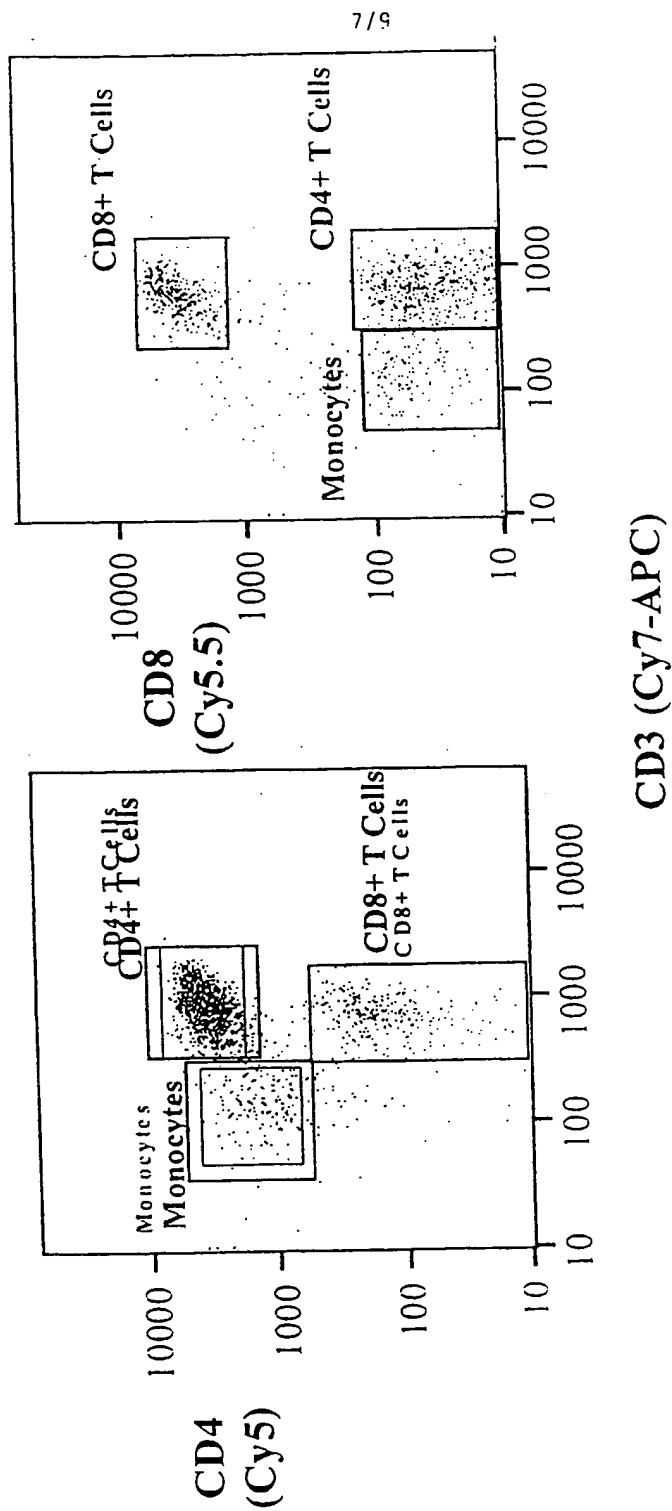 5/7
CD4
(Cy5)
10000
1000
100
10
Monocytes
Monocytes
CD4+ T Cells
CD4+ T Cells
CD8+ T Cells
CD8+ T Cells
10
100
1000
10000
CD8
(Cy5.5)
10000
1000
100
10
CD8+ T Cells
Monocytes
CD4+ T Cells
10
100
1000
10000
CD3 (Cy7-APC)